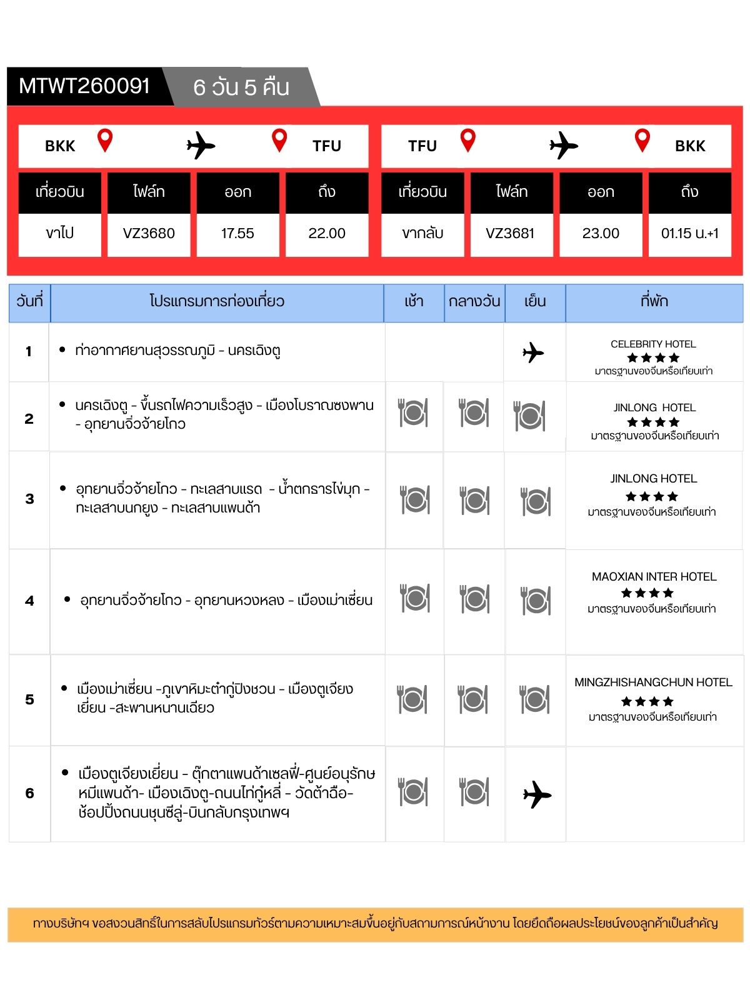 MTWT260091
6 วัน 5 คืน
BKK TFU
TFU BKK
เที่ยวบิน ไฟล์ท ออก ถึง
เที่ยวบิน ไฟล์ท ออก ถึง
ขาไป VZ3680 17.55 22.00
ขากลับ VZ3681 23.00 01.15 น.+1
วันที่ โปรแกรมการท่องเที่ยว เช้า กลางวัน เย็น ที่พัก
1
• ท่าอากาศยานสุวรรณภูมิ - นครเฉิงตู
CELEBRITY HOTEL
มาตรฐานของจีนหรือเทียบเท่า
2
• นครเฉิงตู - ขึ้นรถไฟความเร็วสูง - เมืองโบราณซงพาน
- อุทยานจิ่วจ้ายโกว
JINLONG HOTEL
มาตรฐานของจีนหรือเทียบเท่า
3
• อุทยานจิ่วจ้ายโกว - ทะเลสาบแรด - น้ำตกธารไข่มุก -
ทะเลสาบนกยูง - ทะเลสาบแพนด้า
JINLONG HOTEL
มาตรฐานของจีนหรือเทียบเท่า
4
• อุทยานจิ่วจ้ายโกว - อุทยานหวงหลง - เมืองเม่าเซี่ยน
MAOXIAN INTER HOTEL
มาตรฐานของจีนหรือเทียบเท่า
5
• เมืองเม่าเซี่ยน -ภูเขาหิมะต๋ากู่ปิงชวน - เมืองตูเจียง
เยี่ยน -สะพานหนานเฉียว
MINGZHISHANGCHUN HOTEL
มาตรฐานของจีนหรือเทียบเท่า
6
• เมืองตูเจียงเยี่ยน - ตุ๊กตาแพนด้าเซลฟี่-ศูนย์อนุรักษ
หมีแพนด้า- เมืองเฉิงตู-ถนนไท่กู๋หลี่ - วัดต้าฉือ-
ช้อปปิ้งถนนชุนซีลู่-บินกลับกรุงเทพฯ
ทางบริษัทฯ ขอสงวนสิทธิ์ในการสลับโปรแกรมทัวร์ตามความเหมาะสมขึ้นอยู่กับสถามการณ์หน้างาน โดยยึดถือผลประโยชน์ของลูกค้าเป็นสำคัญ